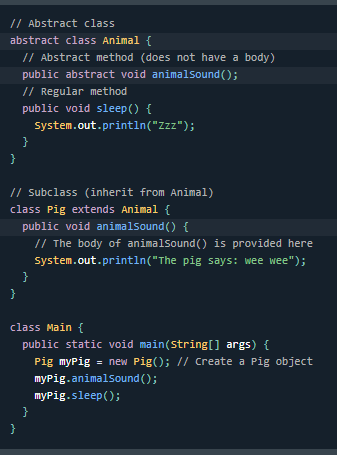 // Abstract class
abstract class Animal {
  // Abstract method (does not have a body)
  public abstract void animalSound();
  // Regular method
  public void sleep() {
    System.out.println("Zzz");
  }
}

// Subclass (inherit from Animal)
class Pig extends Animal {
  public void animalSound() {
    // The body of animalSound() is provided here
    System.out.println("The pig says: wee wee");
  }
}

class Main {
  public static void main(String[] args) {
    Pig myPig = new Pig(); // Create a Pig object
    myPig.animalSound();
    myPig.sleep();
  }
}